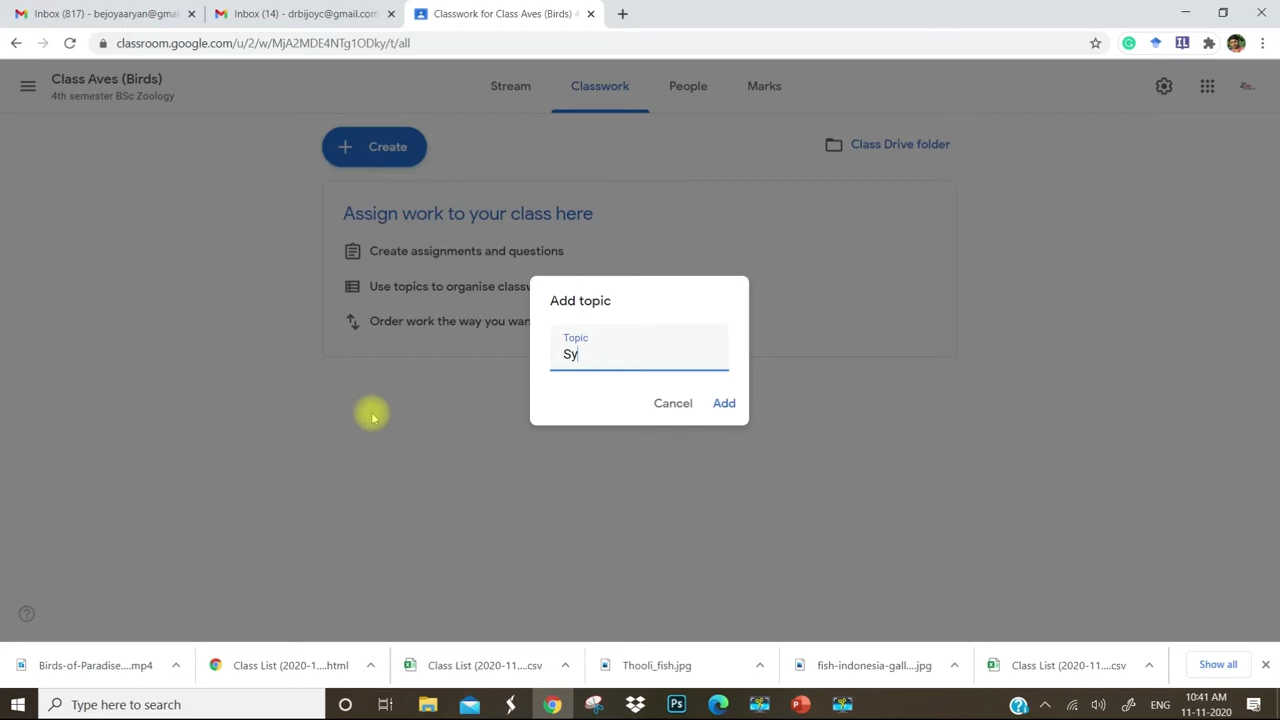 Inbox (817) - bejoyaaryan@gmai
Inbox (14) - drbijoyc@gmail.com
Classwork for Class Aves (Birds) 4
classroom.google.com/u/2/w/MjA2MDE4NTg1ODky/t/all
Class Aves (Birds)
4th semester BSc Zoology
Stream
Classwork
People
Marks
Create
Class Drive folder
Assign work to your class here
Create assignments and questions
Use topics to organise classw
Order work the way you wan
Add topic
Topic
Sy
Cancel
Add
Birds-of-Paradise....mp4
Class List (2020-1....html
Class List (2020-11....csv
Thooli_fish.jpg
fish-indonesia-gall....jpg
Class List (2020-11....csv
Show all
Type here to search
ENG
10:41 AM
11-11-2020